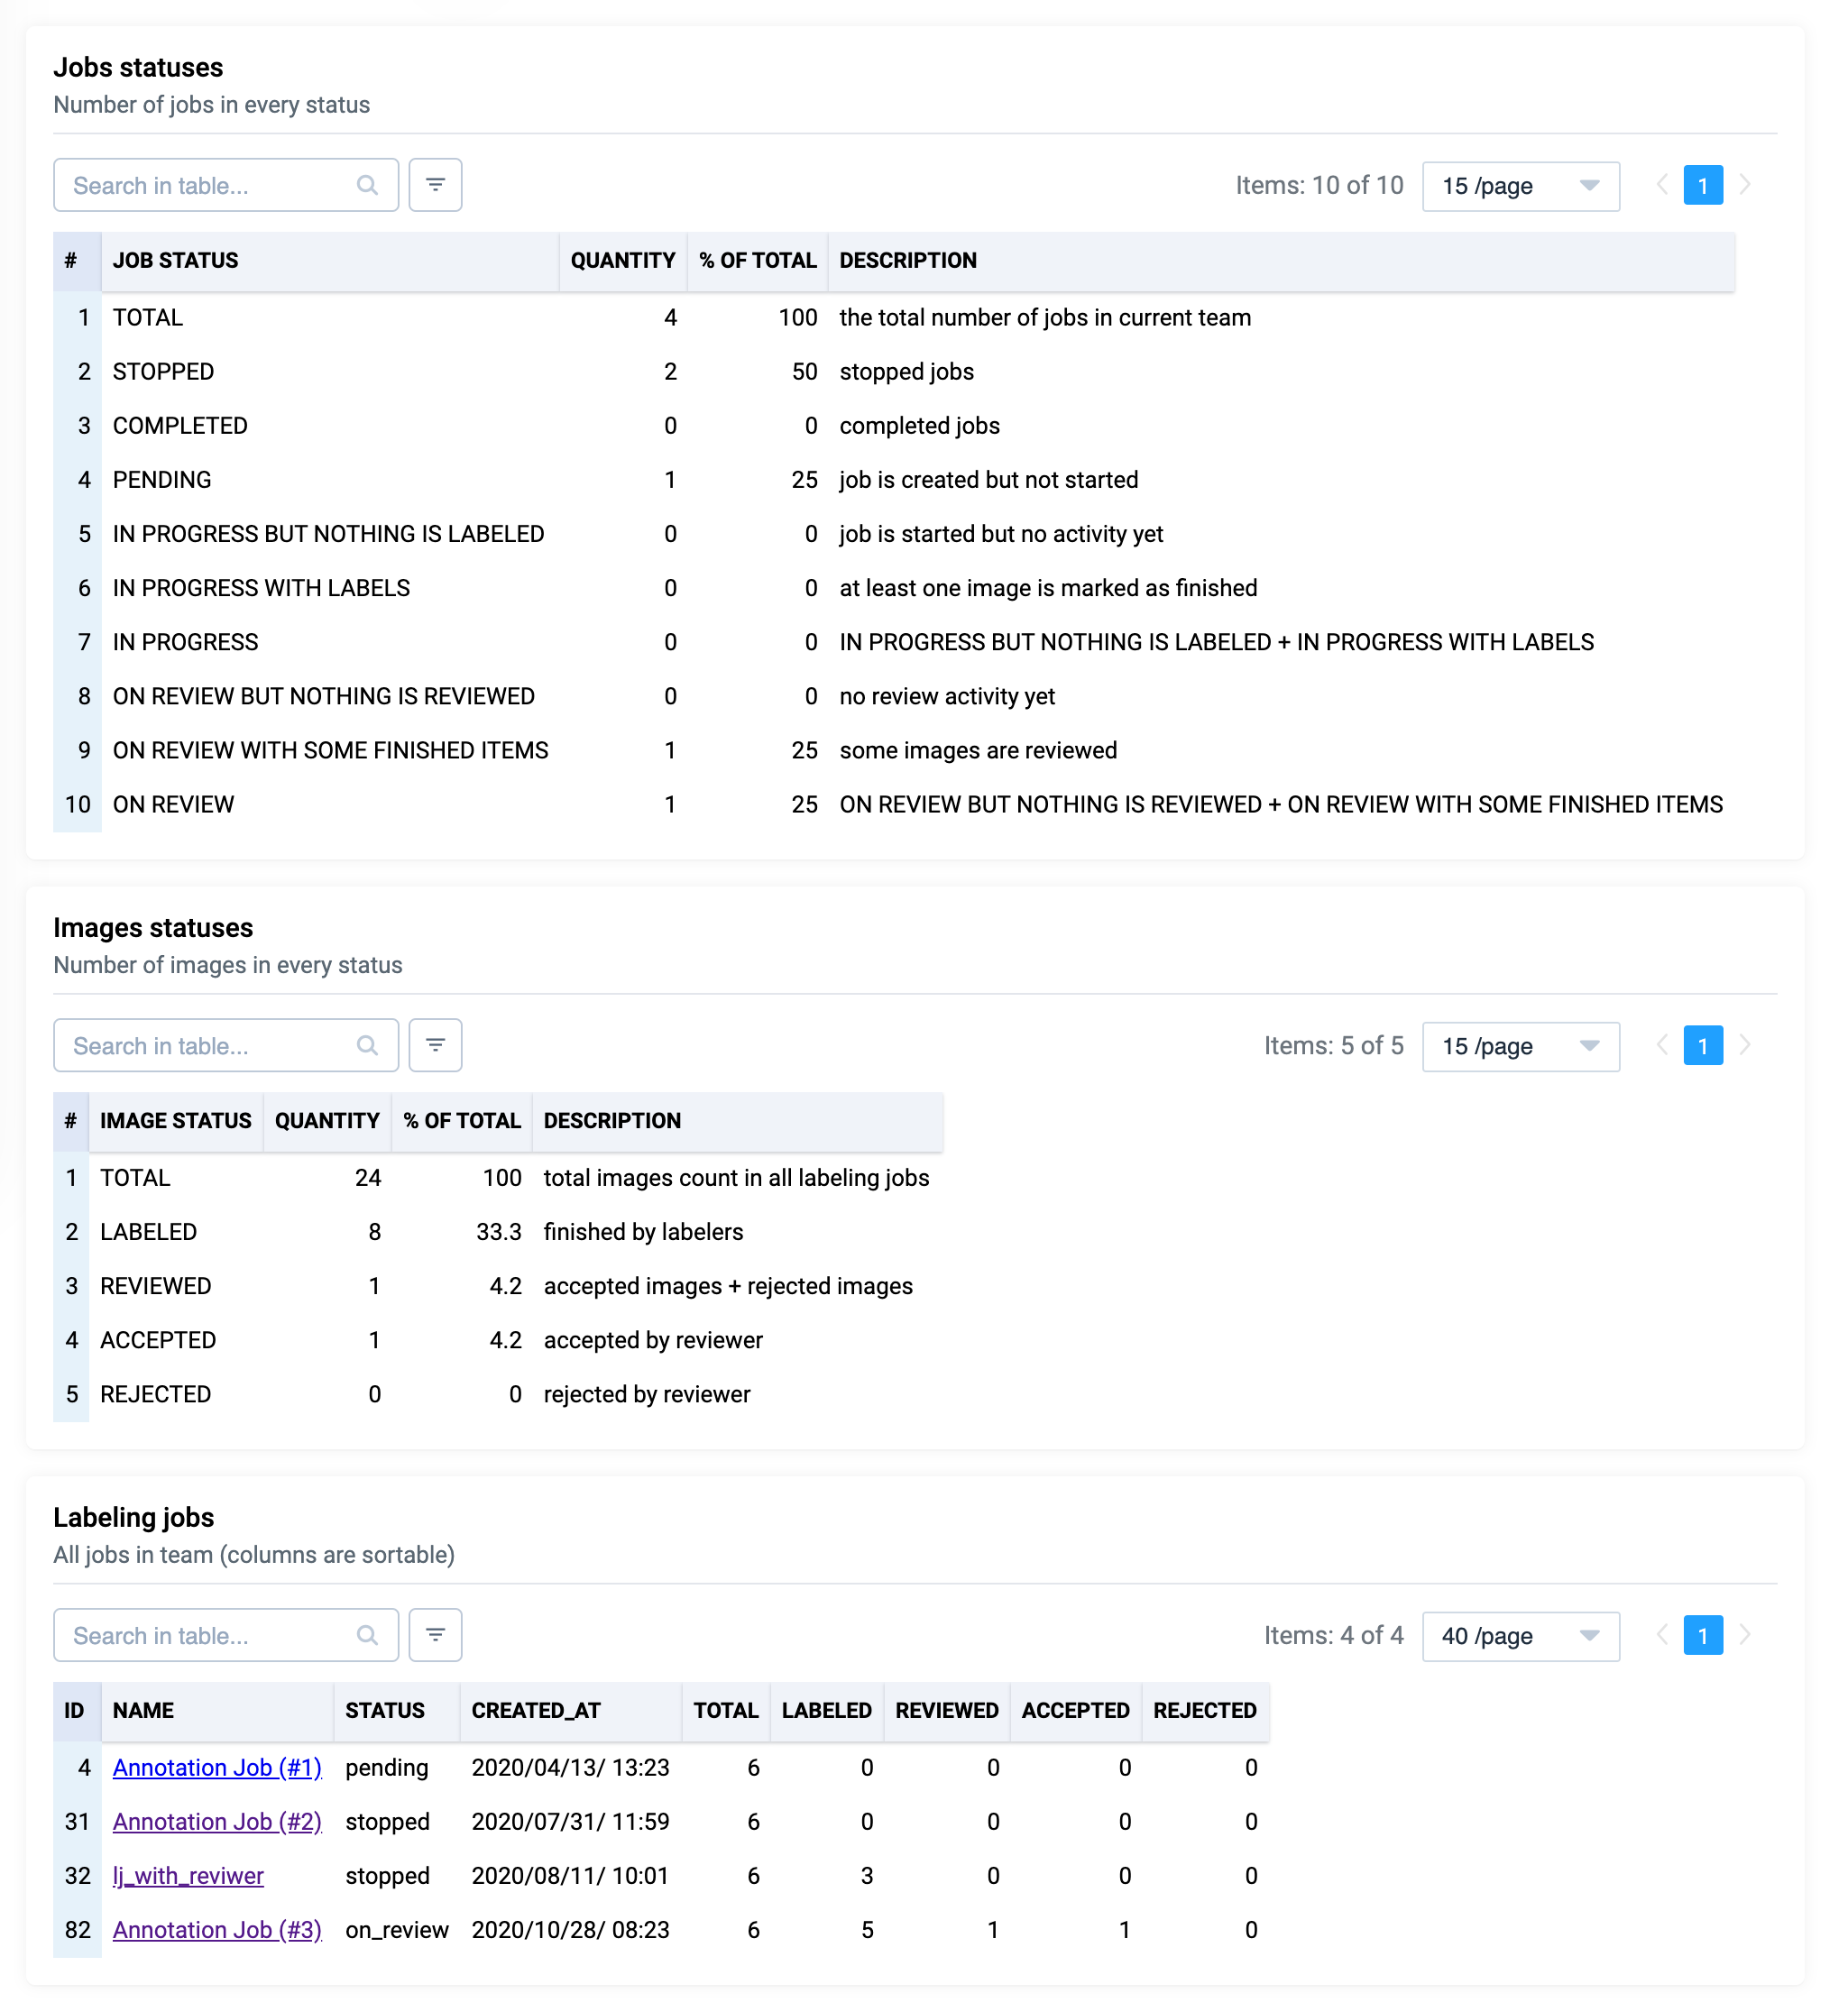 Jobs statuses
Number of jobs in every status
Search in table...
Items: 10 of 10 15 /page 1
# JOB STATUS QUANTITY % OF TOTAL DESCRIPTION
1 TOTAL 4 100 the total number of jobs in current team
2 STOPPED 2 50 stopped jobs
3 COMPLETED 0 0 completed jobs
4 PENDING 1 25 job is created but not started
5 IN PROGRESS BUT NOTHING IS LABELED 0 0 job is started but no activity yet
6 IN PROGRESS WITH LABELS 0 0 at least one image is marked as finished
7 IN PROGRESS 0 0 IN PROGRESS BUT NOTHING IS LABELED + IN PROGRESS WITH LABELS
8 ON REVIEW BUT NOTHING IS REVIEWED 0 0 no review activity yet
9 ON REVIEW WITH SOME FINISHED ITEMS 1 25 some images are reviewed
10 ON REVIEW 1 25 ON REVIEW BUT NOTHING IS REVIEWED + ON REVIEW WITH SOME FINISHED ITEMS
Images statuses
Number of images in every status
Search in table...
Items: 5 of 5 15 /page 1
# IMAGE STATUS QUANTITY % OF TOTAL DESCRIPTION
1 TOTAL 24 100 total images count in all labeling jobs
2 LABELED 8 33.3 finished by labelers
3 REVIEWED 1 4.2 accepted images + rejected images
4 ACCEPTED 1 4.2 accepted by reviewer
5 REJECTED 0 0 rejected by reviewer
Labeling jobs
All jobs in team (columns are sortable)
Search in table...
Items: 4 of 4 40 /page 1
ID NAME STATUS CREATED_AT TOTAL LABELED REVIEWED ACCEPTED REJECTED
4 Annotation Job (#1) pending 2020/04/13/ 13:23 6 0 0 0 0
31 Annotation Job (#2) stopped 2020/07/31/ 11:59 6 0 0 0 0
32 lj_with_reviwer stopped 2020/08/11/ 10:01 6 3 0 0 0
82 Annotation Job (#3) on_review 2020/10/28/ 08:23 6 5 1 1 0